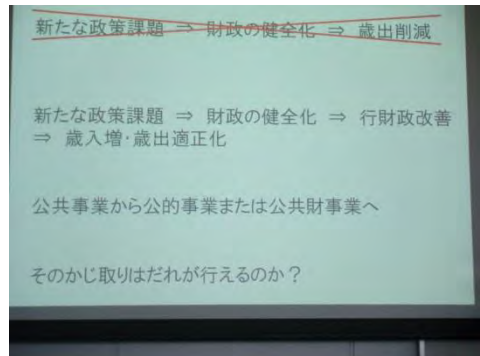 新たな政策課題 ⇒ 財政の健全化 ⇒ 歳出削減
新たな政策課題 ⇒ 財政の健全化 ⇒ 行財政改善
⇒ 歳入増・歳出適正化
公共事業から公的事業または公共財事業へ
そのかじ取りはだれが行えるのか？